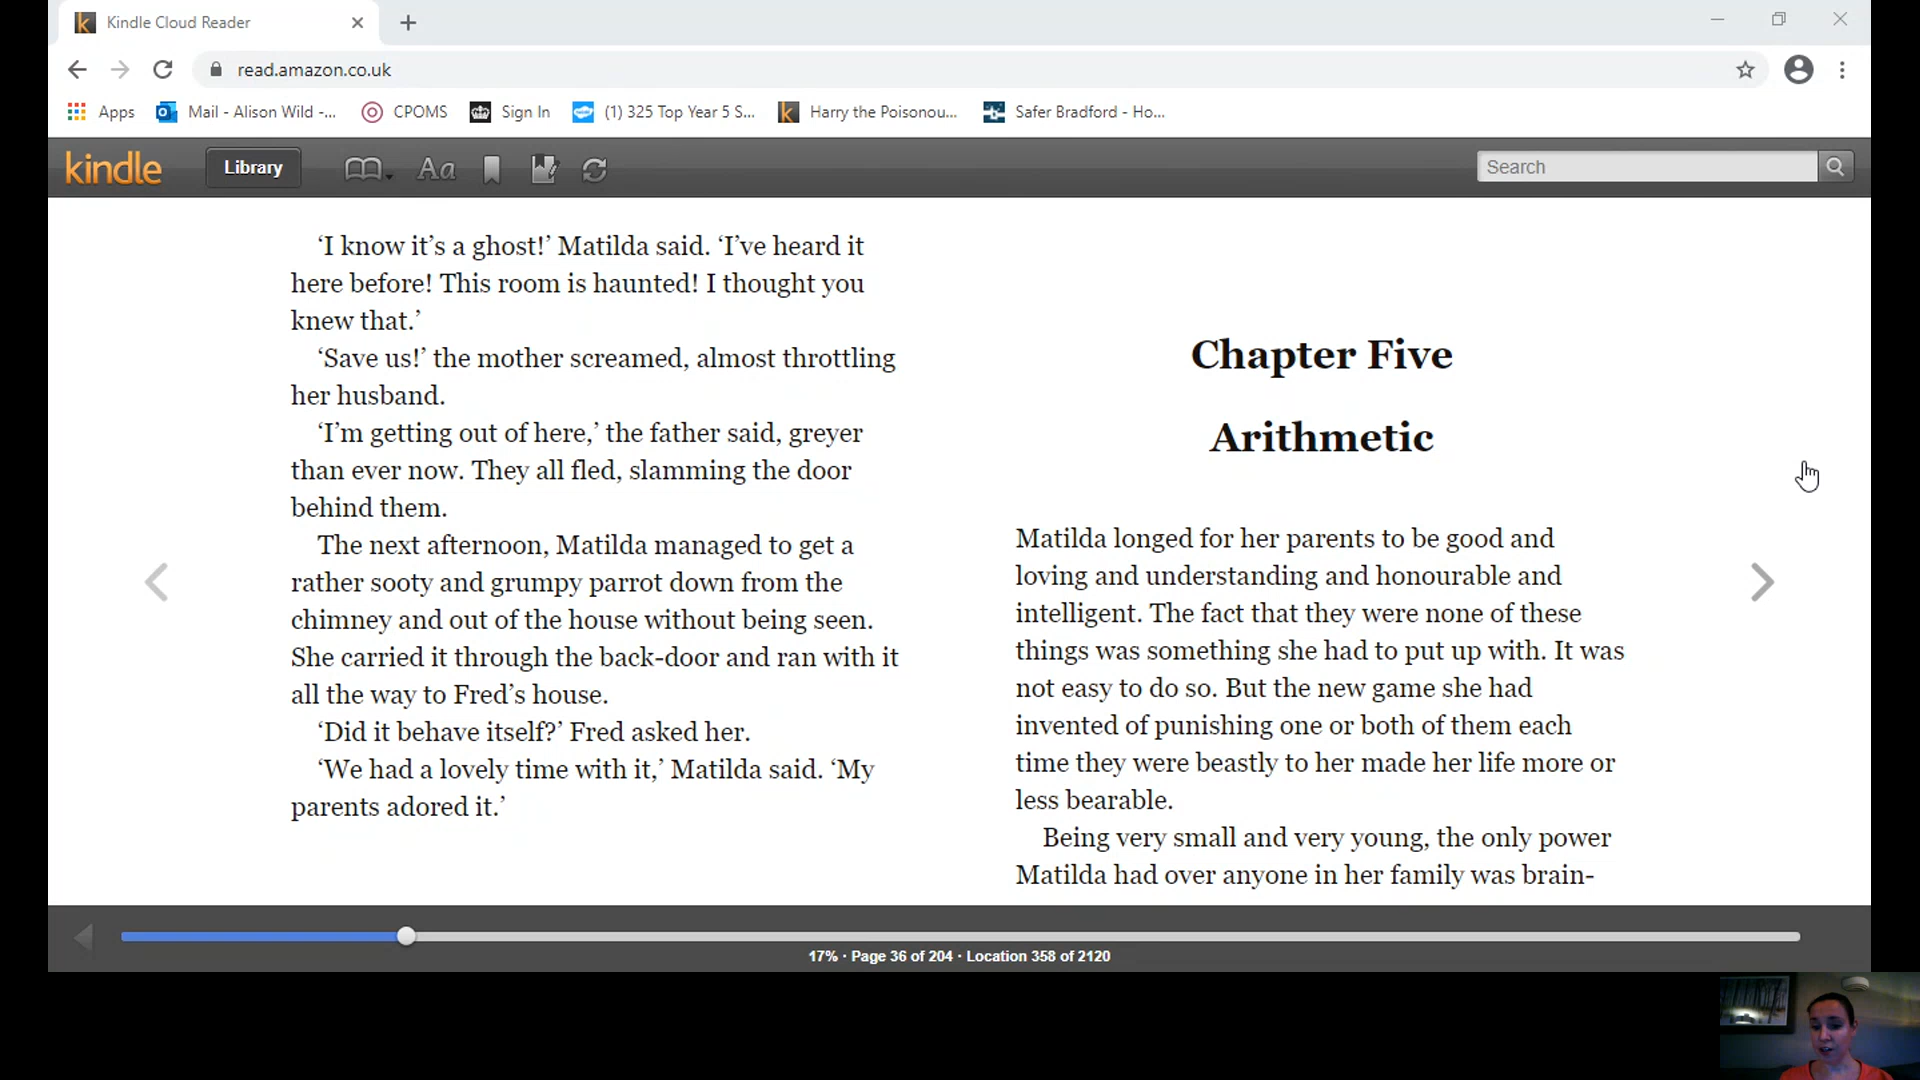 Kindle Cloud Reader
read.amazon.co.uk
Apps
Mail - Alison Wild -...
CPOMS
Sign In
(1) 325 Top Year 5 S...
Harry the Poisonou...
Safer Bradford - Ho...
kindle
Library
Aa
Search
‘I know it’s a ghost!’ Matilda said. ‘I’ve heard it
here before! This room is haunted! I thought you
knew that.’
‘Save us!’ the mother screamed, almost throttling
her husband.
‘I’m getting out of here,’ the father said, greyer
than ever now. They all fled, slamming the door
behind them.
The next afternoon, Matilda managed to get a
rather sooty and grumpy parrot down from the
chimney and out of the house without being seen.
She carried it through the back-door and ran with it
all the way to Fred’s house.
‘Did it behave itself?’ Fred asked her.
‘We had a lovely time with it,’ Matilda said. ‘My
parents adored it.’
Chapter Five
Arithmetic
Matilda longed for her parents to be good and
loving and understanding and honourable and
intelligent. The fact that they were none of these
things was something she had to put up with. It was
not easy to do so. But the new game she had
invented of punishing one or both of them each
time they were beastly to her made her life more or
less bearable.
Being very small and very young, the only power
Matilda had over anyone in her family was brain-
17% · Page 36 of 204 · Location 358 of 2120